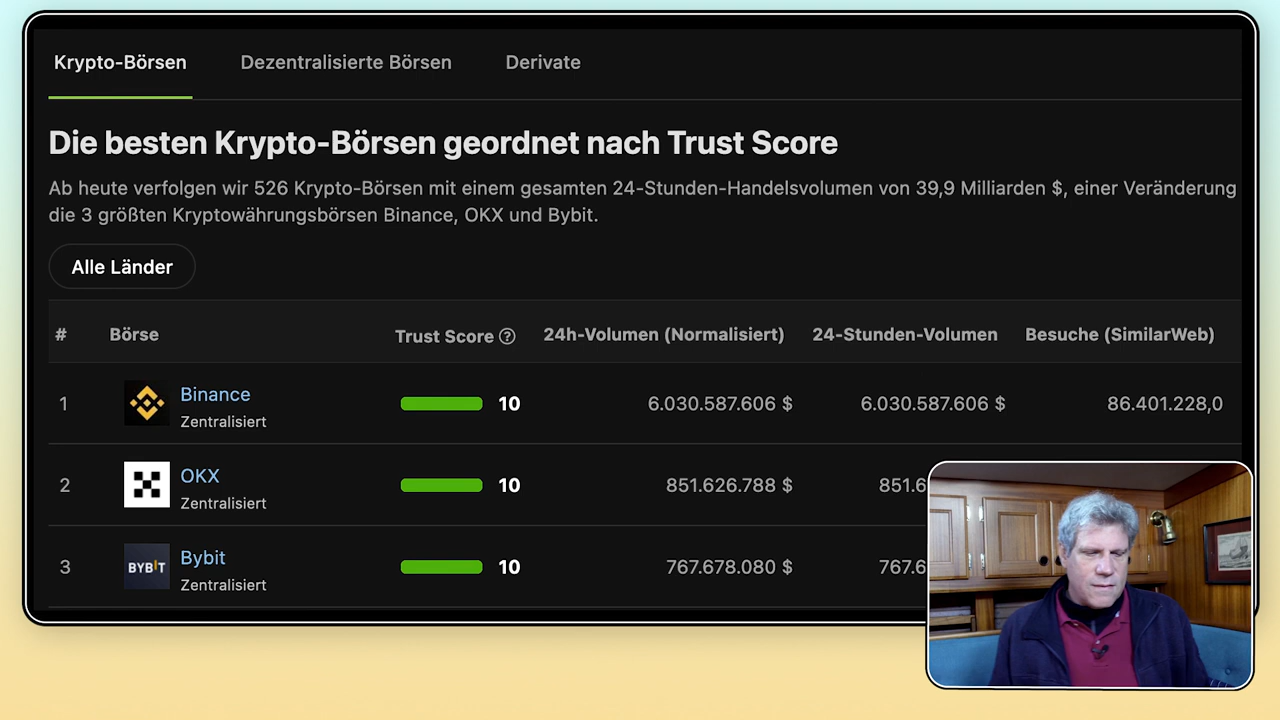 Krypto-Börsen Dezentralisierte Börsen Derivate
Die besten Krypto-Börsen geordnet nach Trust Score
Ab heute verfolgen wir 526 Krypto-Börsen mit einem gesamten 24-Stunden-Handelsvolumen von 39,9 Milliarden $, einer Veränderung
die 3 größten Kryptowährungsbörsen Binance, OKX und Bybit.
Alle Länder
# Börse Trust Score ? 24h-Volumen (Normalisiert) 24-Stunden-Volumen Besuche (SimilarWeb)
1 Binance 10 6.030.587.606 $ 6.030.587.606 $ 86.401.228,0
Zentralisiert
2 OKX 10 851.626.788 $ 851.6
Zentralisiert
3 BYBIT Bybit 10 767.678.080 $ 767.6
Zentralisiert